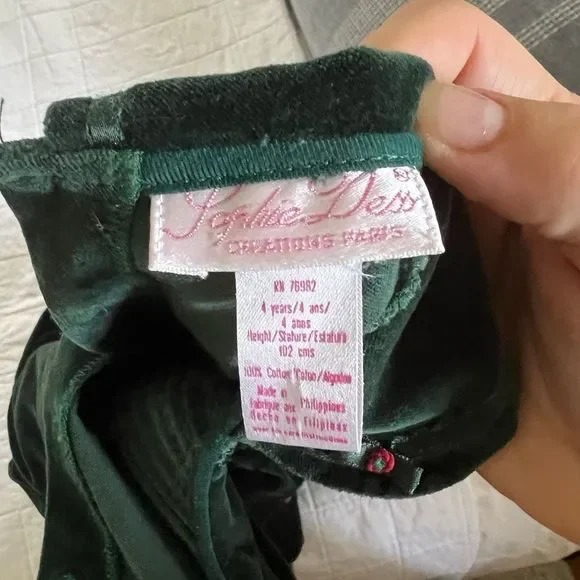 Sophie Dess ®
CREATIONS PARIS
RN 76982
4 years/4 ans/
4 anos
Height/Stature/Estatura
102 cms
100% Cotton/Coton/Algodon
Made in
Fabrique aux Philippines
Hecho en Filipinas